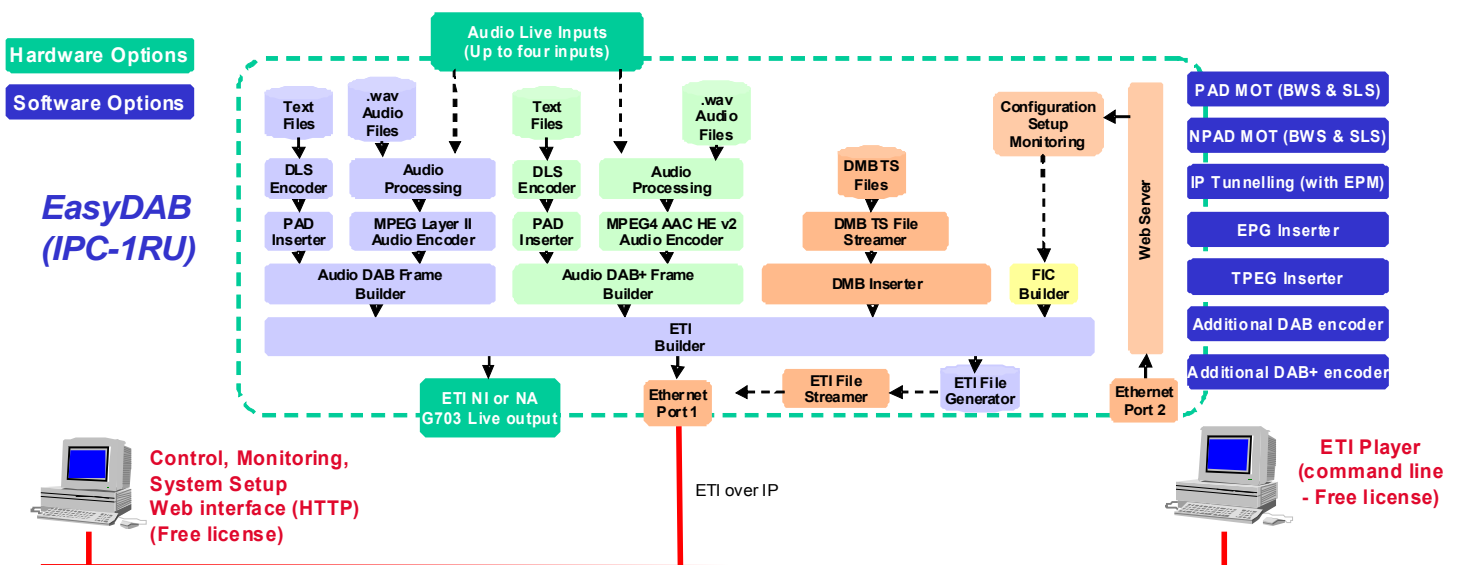 Hardware Options
Software Options
EasyDAB
(IPC-1RU)
Audio Live Inputs
(Up to four inputs)
Text
Files
.wav
Audio
Files
Text
Files
.wav
Audio
Files
Configuration
Setup
Monitoring
DLS
Encoder
Audio
Processing
DLS
Encoder
Audio
Processing
DMB TS
Files
PAD
Inserter
MPEG Layer II
Audio Encoder
PAD
Inserter
MPEG4 AAC HE v2
Audio Encoder
DMB TS File
Streamer
Audio DAB Frame
Builder
Audio DAB+ Frame
Builder
DMB Inserter
FIC
Builder
Web Server
ETI
Builder
ETI NI or NA
G703 Live output
Ethernet
Port 1
ETI File
Streamer
ETI File
Generator
Ethernet
Port 2
PAD MOT (BWS & SLS)
NPAD MOT (BWS & SLS)
IP Tunnelling (with EPM)
EPG Inserter
TPEG Inserter
Additional DAB encoder
Additional DAB+ encoder
Control, Monitoring,
System Setup
Web interface (HTTP)
(Free license)
ETI over IP
ETI Player
(command line
- Free license)